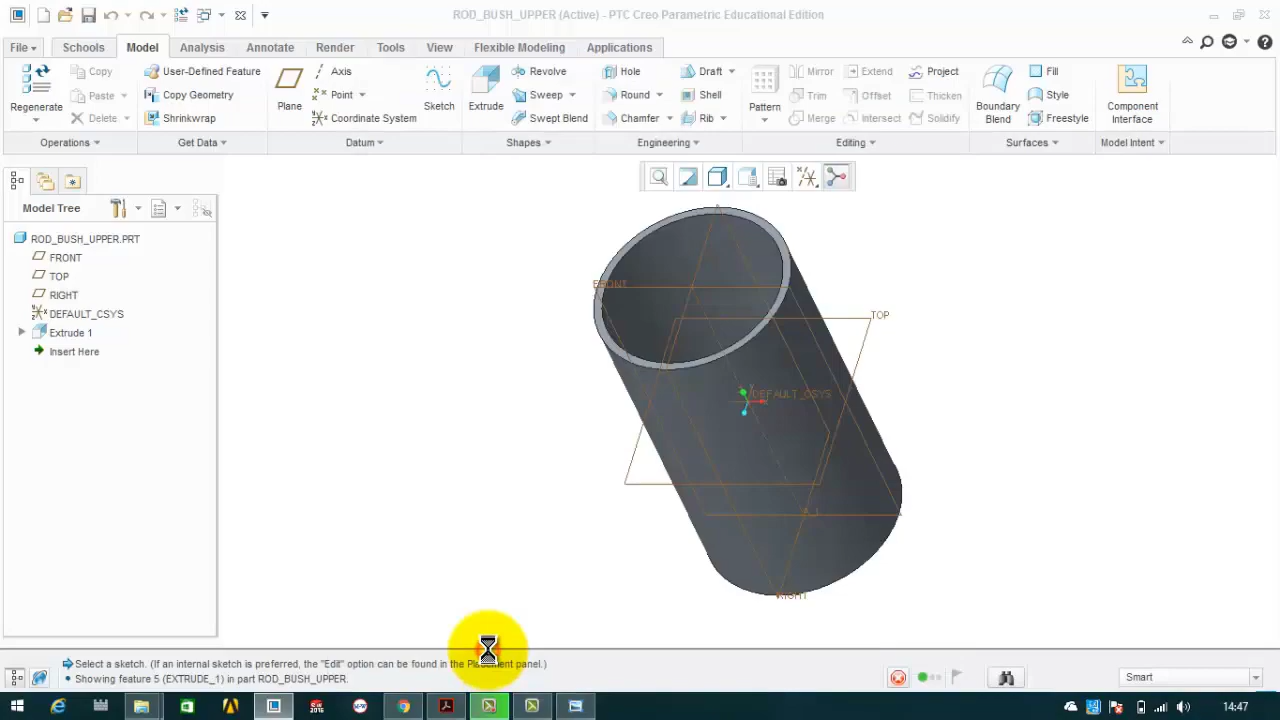 ROD_BUSH_UPPER (Active) - PTC Creo Parametric Educational Edition
File Schools Model Analysis Annotate Render Tools View Flexible Modeling Applications
Regenerate
Copy
Paste
Delete
Operations
User-Defined Feature
Copy Geometry
Shrinkwrap
Get Data
Plane
Axis
Point
Coordinate System
Sketch
Datum
Extrude
Revolve
Sweep
Swept Blend
Shapes
Hole
Round
Chamfer
Draft
Shell
Rib
Engineering
Pattern
Mirror
Trim
Merge
Extend
Offset
Intersect
Project
Thicken
Solidify
Editing
Boundary
Blend
Fill
Style
Freestyle
Surfaces
Component
Interface
Model Intent
Model Tree
ROD_BUSH_UPPER.PRT
FRONT
TOP
RIGHT
DEFAULT_CSYS
Extrude 1
Insert Here
FRONT
TOP
DEFAULT_CSYS
RIGHT
Select a sketch. (If an internal sketch is preferred, the "Edit" option can be found in the Placement panel.)
Showing feature 5 (EXTRUDE_1) in part ROD_BUSH_UPPER.
Smart
14:47